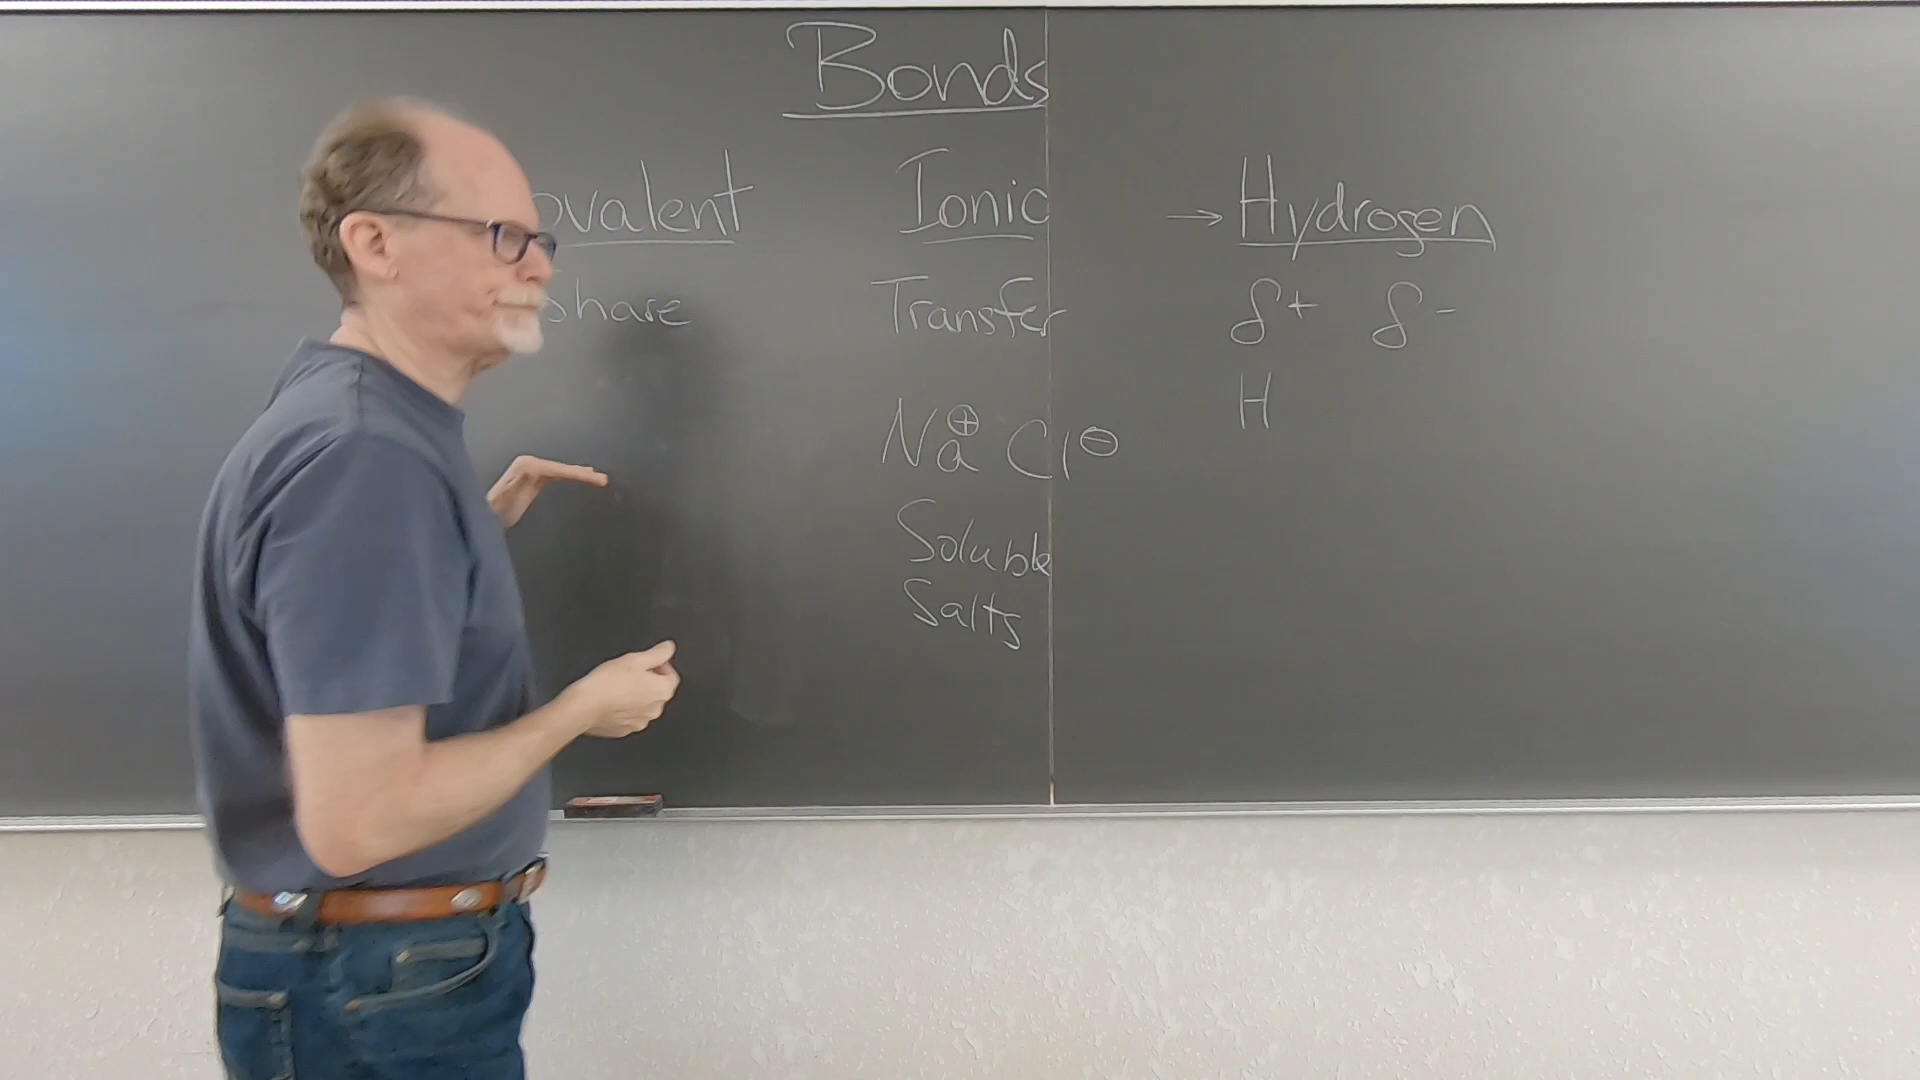 Bonds
ovalent Ionic → Hydrogen
share Transfer δ+ δ-
H
Na⊕ Cl⊖
Soluble
Salts